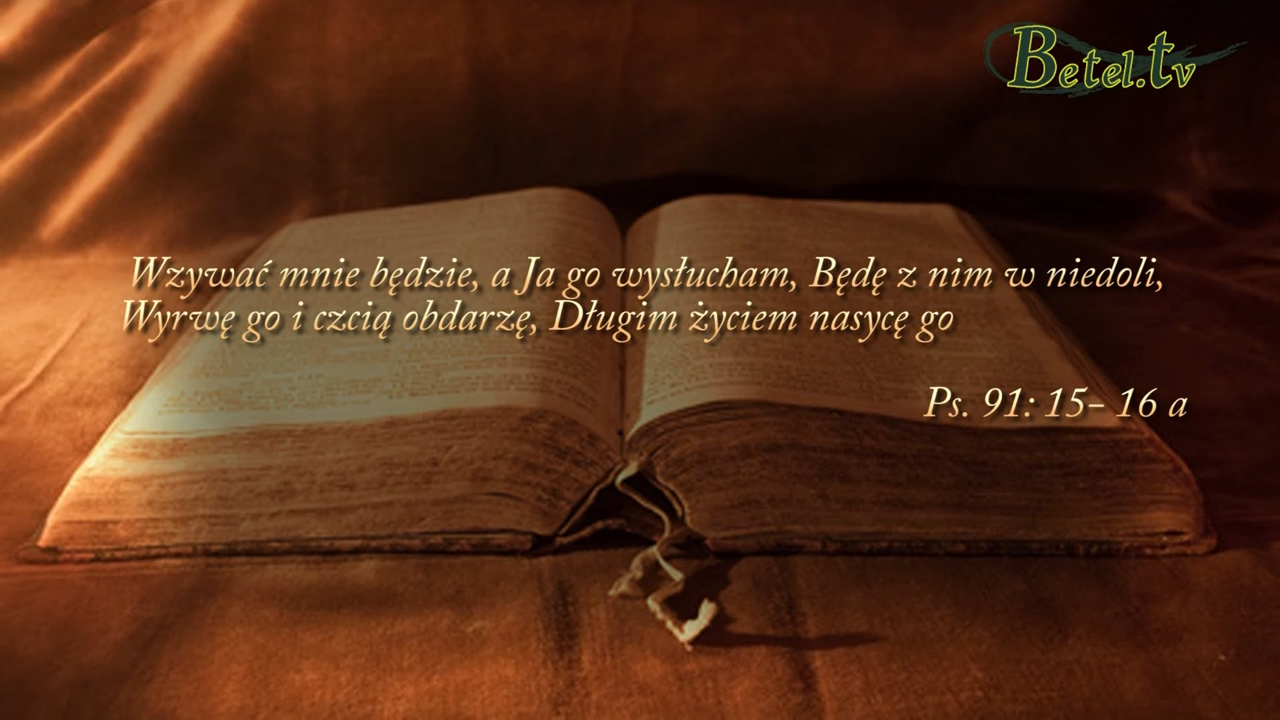 Betel.tv
Wzywać mnie będzie, a Ja go wysłucham, Będę z nim w niedoli,
Wyrwę go i czcią obdarzę, Długim życiem nasycę go
Ps. 91: 15- 16 a